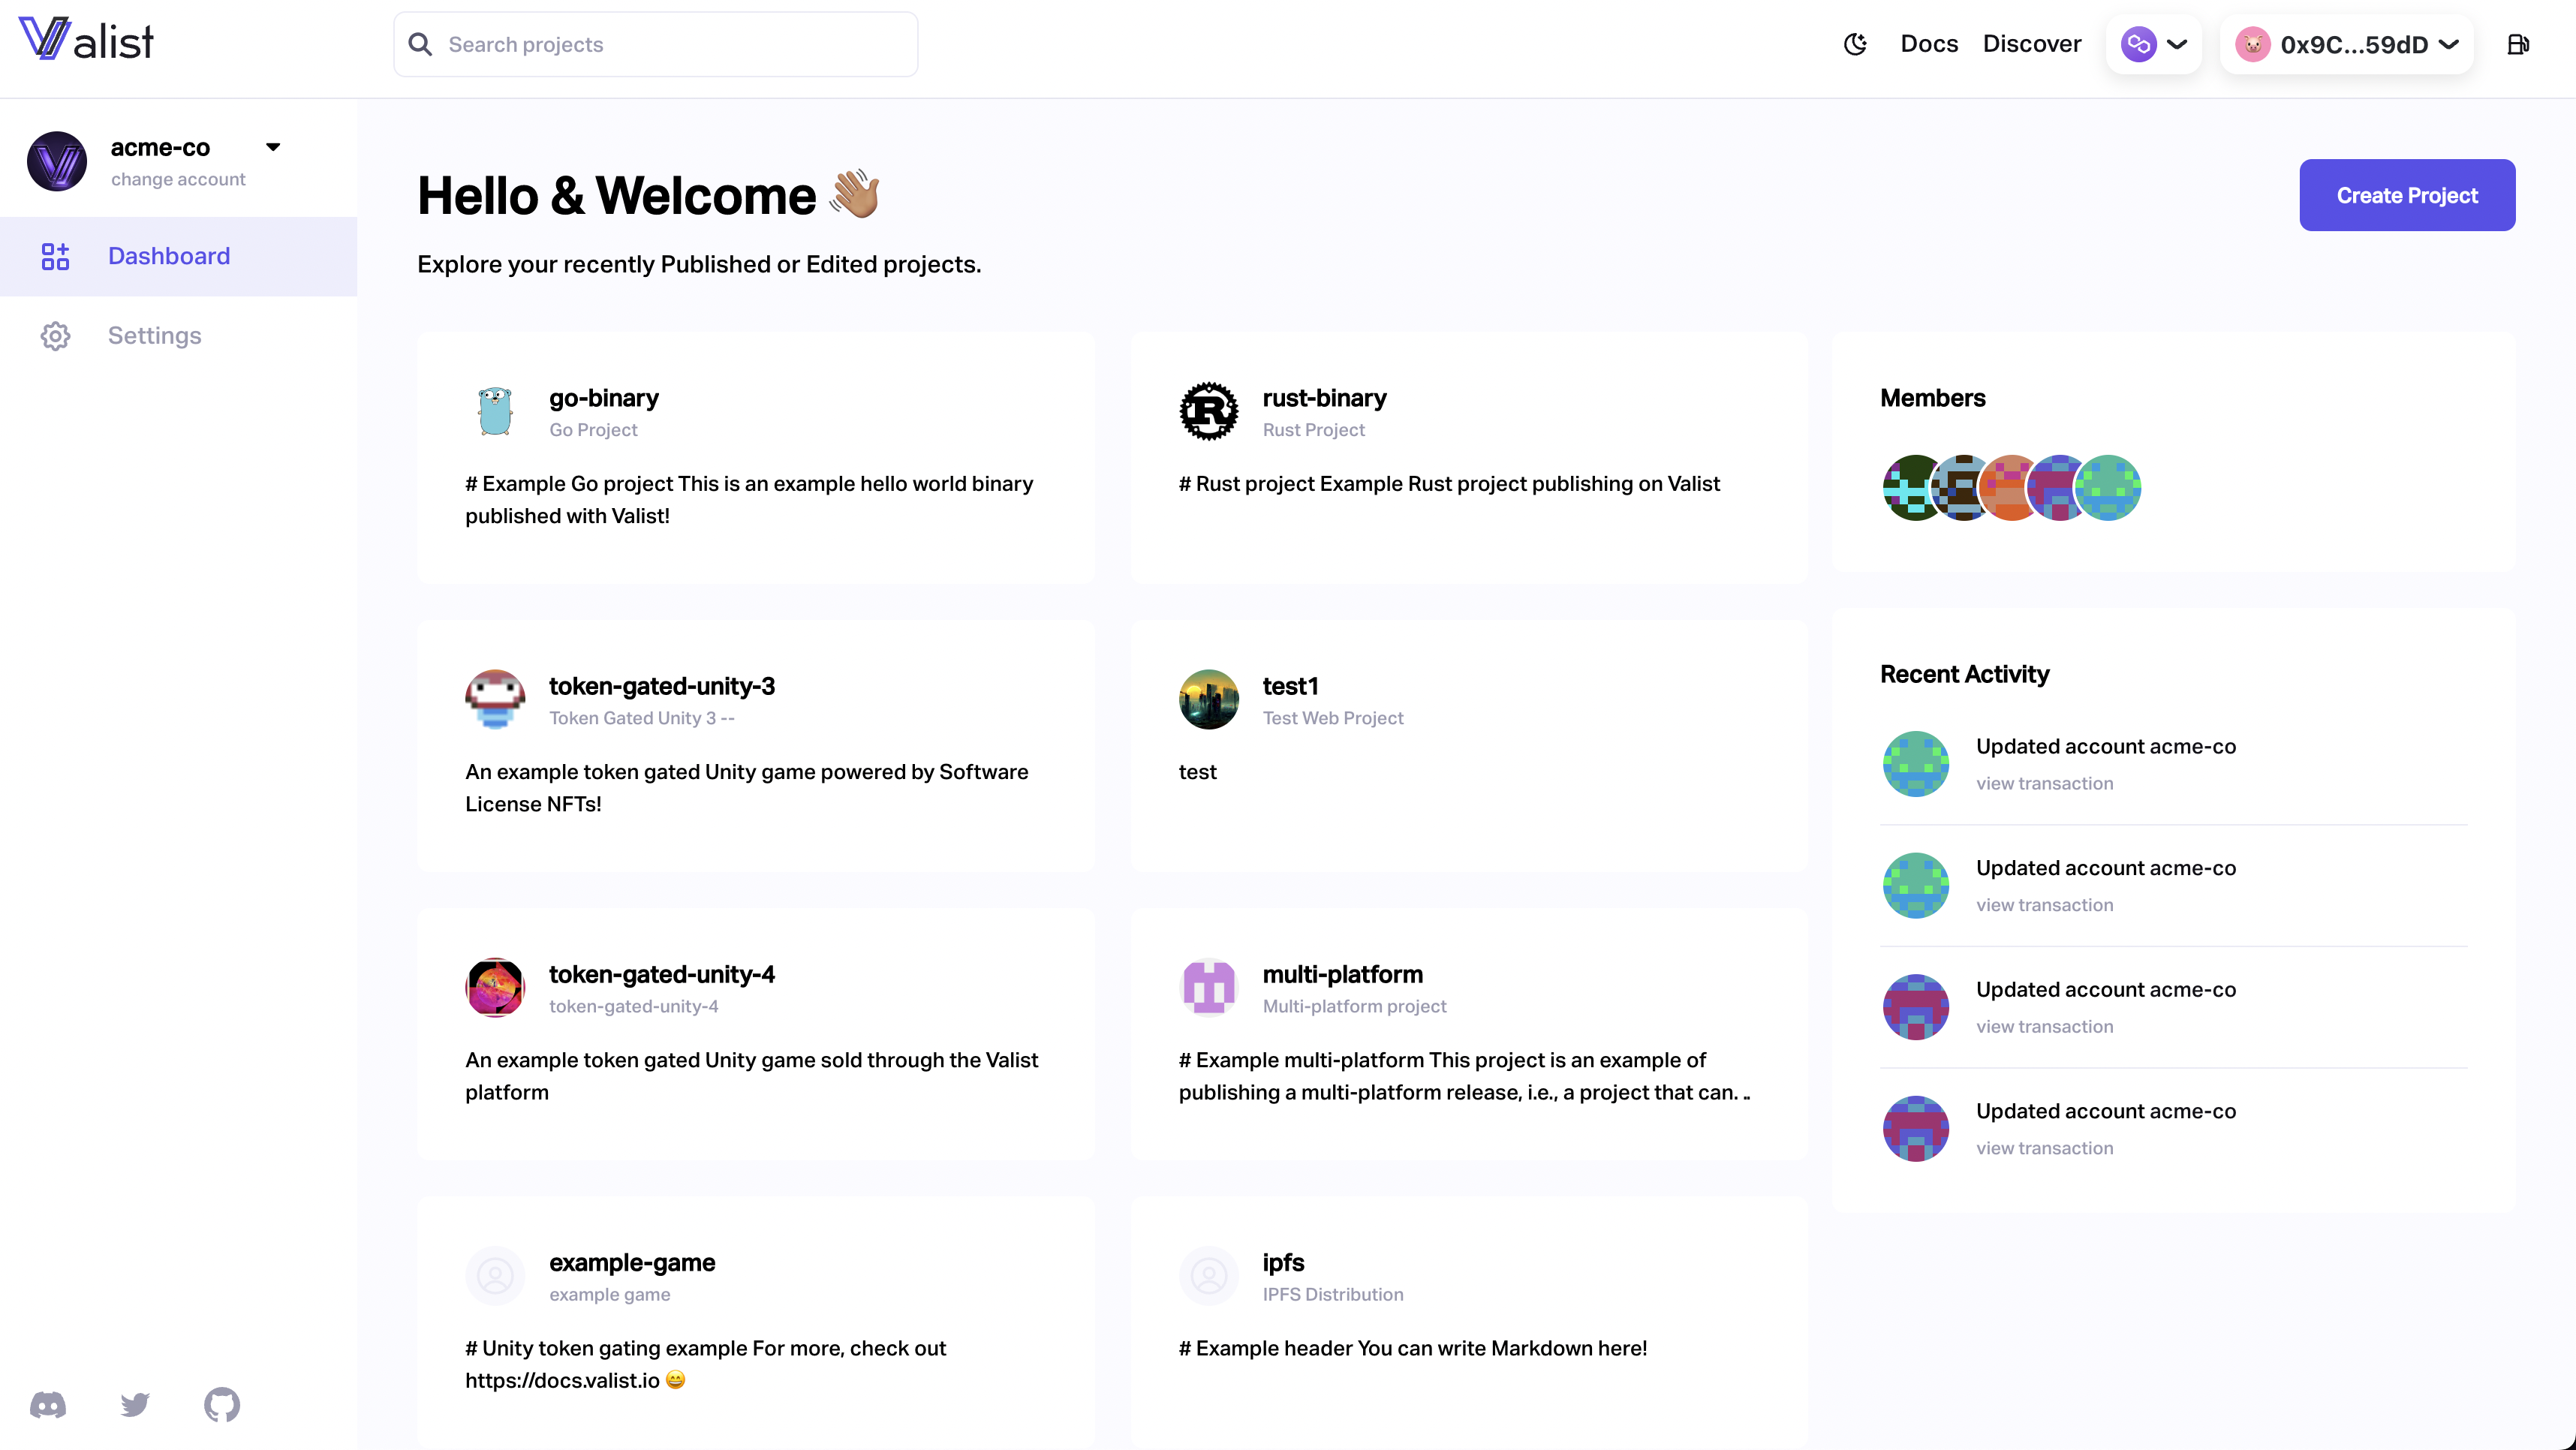 Valist
Search projects
Docs
Discover
0x9C...59dD
acme-co
change account
Dashboard
Settings
Hello & Welcome 👋🏽
Create Project
Explore your recently Published or Edited projects.
go-binary
Go Project
# Example Go project This is an example hello world binary
published with Valist!
rust-binary
Rust Project
# Rust project Example Rust project publishing on Valist
token-gated-unity-3
Token Gated Unity 3 --
An example token gated Unity game powered by Software
License NFTs!
test1
Test Web Project
test
token-gated-unity-4
token-gated-unity-4
An example token gated Unity game sold through the Valist
platform
multi-platform
Multi-platform project
# Example multi-platform This project is an example of
publishing a multi-platform release, i.e., a project that can. ..
example-game
example game
# Unity token gating example For more, check out
https://docs.valist.io 😄
ipfs
IPFS Distribution
# Example header You can write Markdown here!
Members
Recent Activity
Updated account acme-co
view transaction
Updated account acme-co
view transaction
Updated account acme-co
view transaction
Updated account acme-co
view transaction